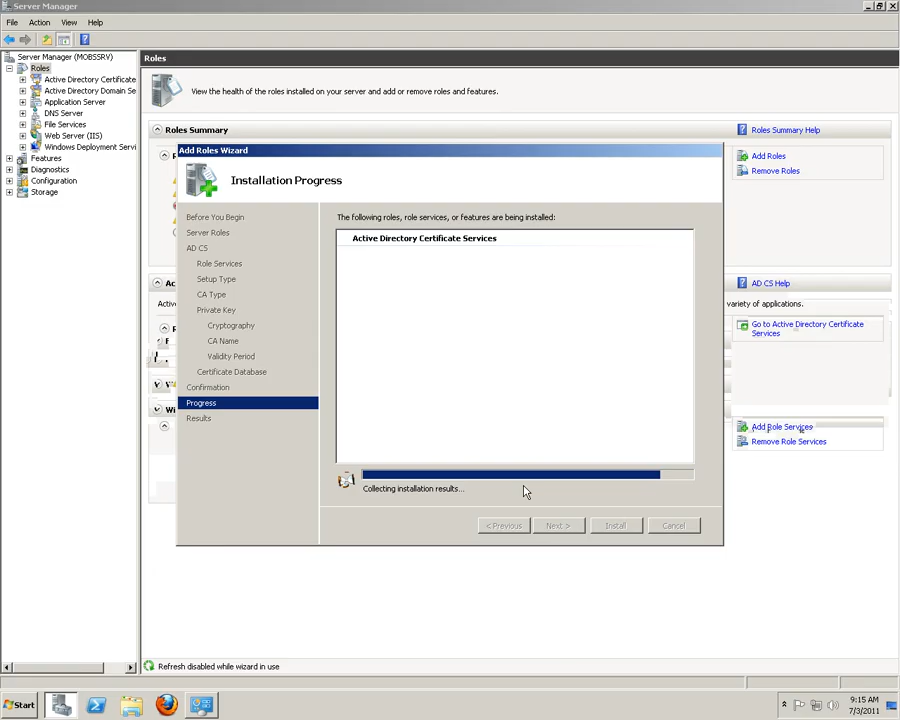 Server Manager
File Action View Help
Server Manager (MOBSSRV)
Roles
Active Directory Certificate
Active Directory Domain Se
Application Server
DNS Server
File Services
Web Server (IIS)
Windows Deployment Servi
Features
Diagnostics
Configuration
Storage
Roles
View the health of the roles installed on your server and add or remove roles and features.
Roles Summary
Roles Summary Help
Add Roles
Remove Roles
AD CS Help
Activ
variety of applications.
Go to Active Directory Certificate
Services
Add Role Services
Remove Role Services
Add Roles Wizard
Installation Progress
Before You Begin
Server Roles
AD CS
Role Services
Setup Type
CA Type
Private Key
Cryptography
CA Name
Validity Period
Certificate Database
Confirmation
Progress
Results
The following roles, role services, or features are being installed:
Active Directory Certificate Services
Collecting installation results...
< Previous Next > Install Cancel
Refresh disabled while wizard in use
Start
9:15 AM
7/3/2011